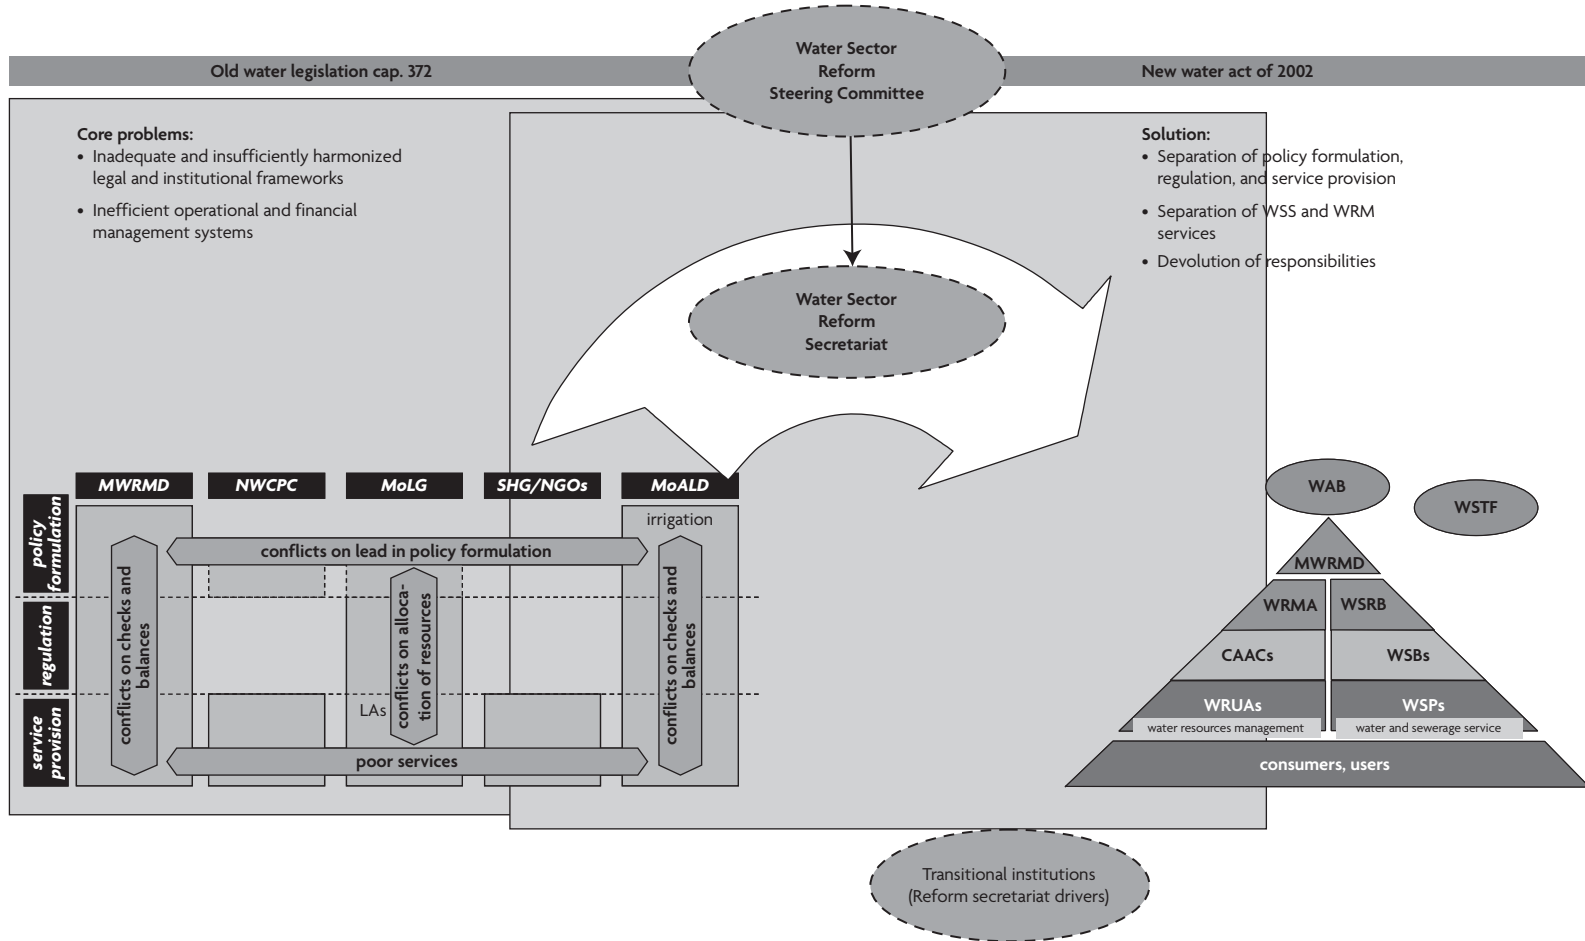 Water Sector
Reform
Steering Committee
Old water legislation cap. 372
New water act of 2002
Core problems:
• Inadequate and insufficiently harmonized
legal and institutional frameworks
• Inefficient operational and financial
management systems
Solution:
• Separation of policy formulation,
regulation, and service provision
• Separation of WSS and WRM
services
• Devolution of responsibilities
Water Sector
Reform
Secretariat
MWRMD
NWCPC
MoLG
SHG/NGOs
MoALD
policy
formulation
regulation
service
provision
irrigation
conflicts on lead in policy formulation
conflicts on checks and
balances
conflicts on alloca-
tion of resources
conflicts on checks and
balances
LAs
poor services
WAB
WSTF
MWRMD
WRMA
WSRB
CAACs
WSBs
WRUAs
WSPs
water resources management
water and sewerage service
consumers, users
Transitional institutions
(Reform secretariat drivers)